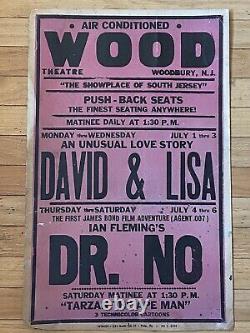 · AIR CONDITIONED ·
WOOD
THEATRE WOODBURY, N.J.
"THE SHOWPLACE OF SOUTH JERSEY"
PUSH-BACK SEATS
THE FINEST SEATING ANYWHERE!
MATINEE DAILY AT 1:30 P.M.
MONDAY thru WEDNESDAY JULY 1 thru 3
AN UNUSUAL LOVE STORY
DAVID & LISA
THURSDAY thru SATURDAY JULY 4 thru 6
THE FIRST JAMES BOND FILM ADVENTURE (AGENT 007)
IAN FLEMING'S
DR. NO
SATURDAY MATINEE AT 1:30 P.M.
"TARZAN'S CAVE MAN"
3 TECHNICOLOR CARTOONS